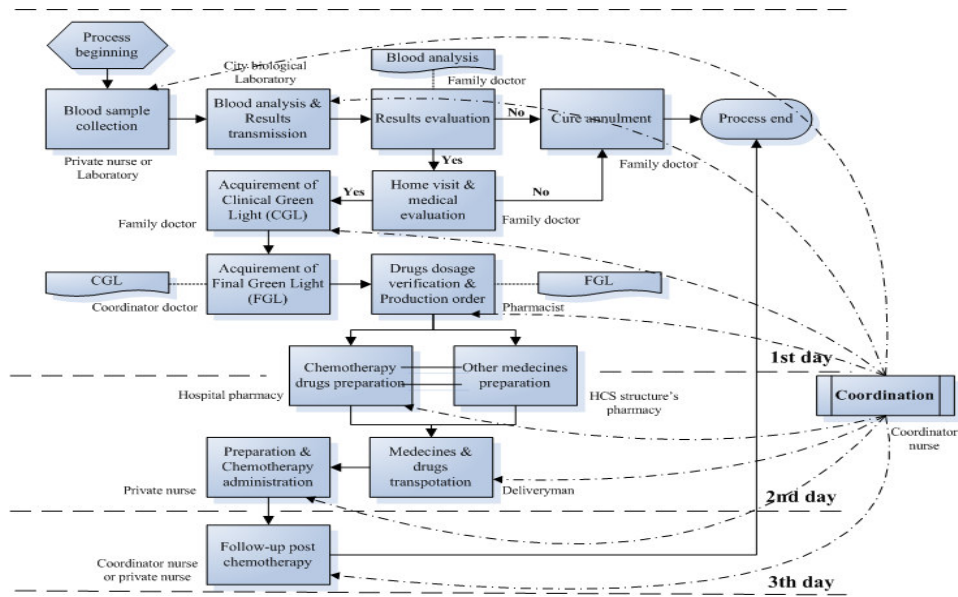 Process
beginning
Blood analysis
City biological
Laboratory
Family doctor
Blood sample
collection
Blood analysis &
Results
transmission
Results evaluation
No
Cure annulment
Process end
Private nurse or
Laboratory
Yes
Family doctor
Acquirement of
Clinical Green
Light (CGL)
Yes
Home visit &
medical
evaluation
No
Family doctor
Family doctor
CGL
Acquirement of
Final Green Light
(FGL)
Drugs dosage
verification &
Production order
FGL
Coordinator doctor
Pharmacist
1st day
Chemotherapy
drugs preparation
Other medecines
preparation
Hospital pharmacy
HCS structure's
pharmacy
Coordination
Coordinator
nurse
Preparation &
Chemotherapy
administration
Medecines &
drugs
transpotation
Private nurse
Deliveryman
2nd day
Follow-up post
chemotherapy
Coordinator nurse
or private nurse
3th day